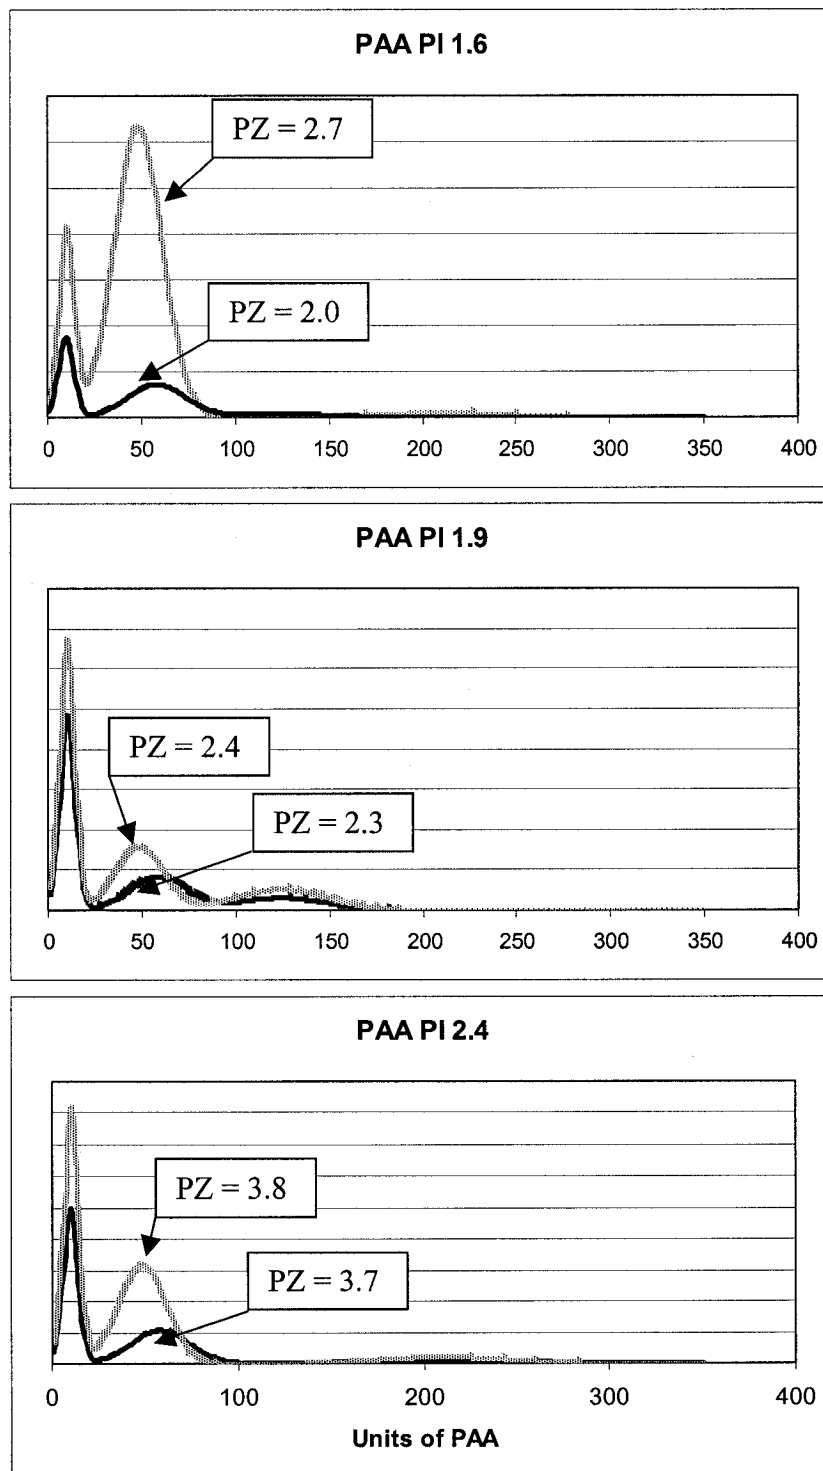 PAA PI 1.6
PZ = 2.7
PZ = 2.0
0 50 100 150 200 250 300 350 400
PAA PI 1.9
PZ = 2.4
PZ = 2.3
0 50 100 150 200 250 300 350 400
PAA PI 2.4
PZ = 3.8
PZ = 3.7
0 100 200 300 400
Units of PAA